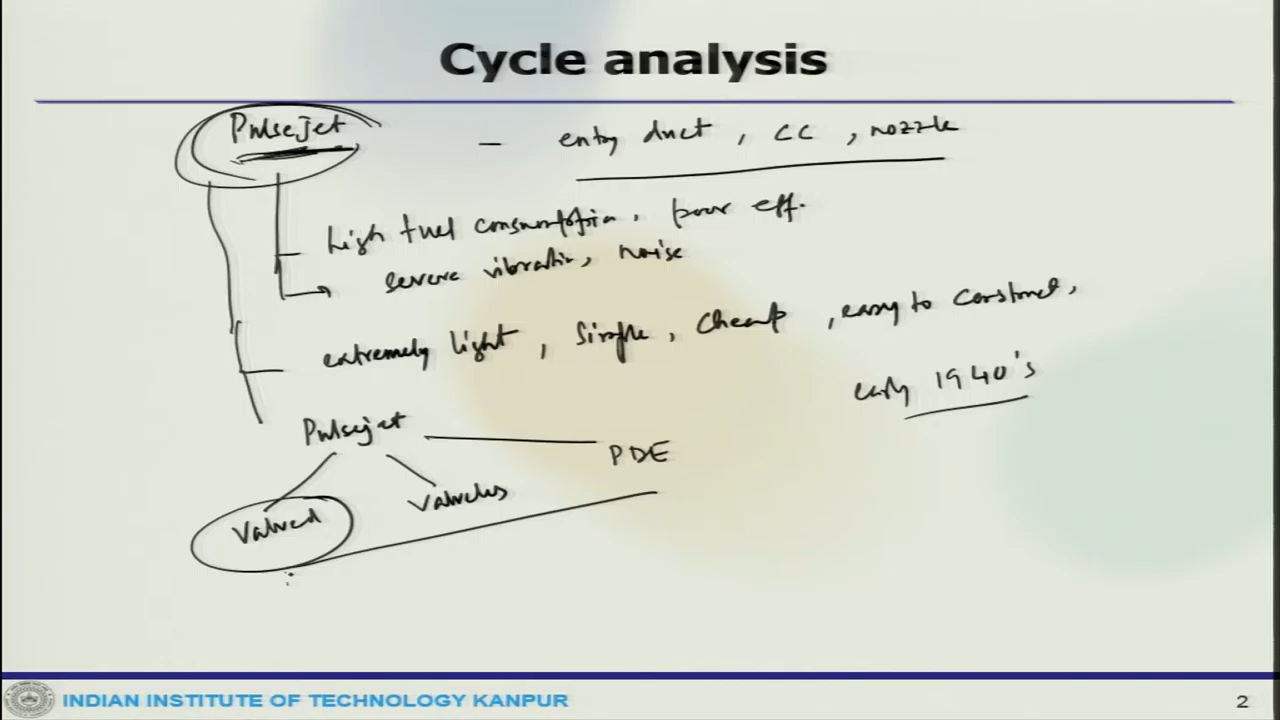 Cycle analysis
Pulsejet – entry duct, CC, nozzle
high fuel consumption, poor eff.
severe vibration, noise
extremely light, simple, cheap, easy to construct,
early 1940's
Pulsejet
PDE
Valved Valveless
INDIAN INSTITUTE OF TECHNOLOGY KANPUR 2